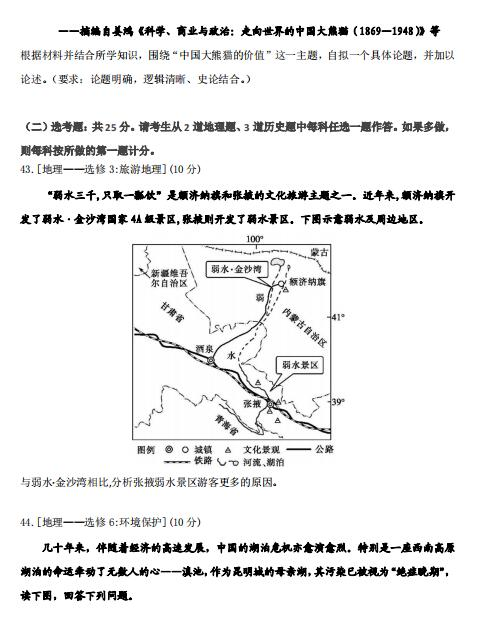 ——摘编自姜鸿《科学、商业与政治：走向世界的中国大熊猫（1869—1948）》等
根据材料并结合所学知识，围绕“中国大熊猫的价值”这一主题，自拟一个具体论题，并加以
论述。（要求：论题明确，逻辑清晰、史论结合。）
（二）选考题：共 25 分。请考生从 2 道地理题、3 道历史题中每科任选一题作答。如果多做，
则每科按所做的第一题计分。
43.[地理——选修 3:旅游地理](10 分)
“弱水三千,只取一瓢饮”是额济纳旗和张掖的文化旅游主题之一。近年来,额济纳旗开
发了弱水·金沙湾国家 4A 级景区,张掖则开发了弱水景区。下图示意弱水及周边地区。
100°
蒙古
新疆维吾
尔自治区
弱水·金沙湾
额济纳旗
弱
甘肃省
内蒙古自治区
41°
酒泉
水
弱水景区
张掖
39°
青海省
图例 城镇 文化景观 公路
铁路 河流、湖泊
与弱水·金沙湾相比,分析张掖弱水景区游客更多的原因。
44.[地理——选修 6:环境保护](10 分)
几十年来，伴随着经济的高速发展，中国的湖泊危机亦愈演愈烈。特别是一座西南高原
湖泊的命运牵动了无数人的心——滇池,作为昆明城的母亲湖,其污染已被视为“绝症晚期”，
读下图，回答下列问题。